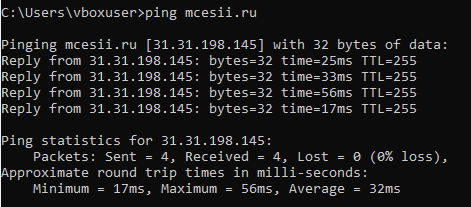 C:\Users\vboxuser>ping mcesii.ru
Pinging mcesii.ru [31.31.198.145] with 32 bytes of data:
Reply from 31.31.198.145: bytes=32 time=25ms TTL=255
Reply from 31.31.198.145: bytes=32 time=33ms TTL=255
Reply from 31.31.198.145: bytes=32 time=56ms TTL=255
Reply from 31.31.198.145: bytes=32 time=17ms TTL=255
Ping statistics for 31.31.198.145:
    Packets: Sent = 4, Received = 4, Lost = 0 (0% loss),
Approximate round trip times in milli-seconds:
    Minimum = 17ms, Maximum = 56ms, Average = 32ms